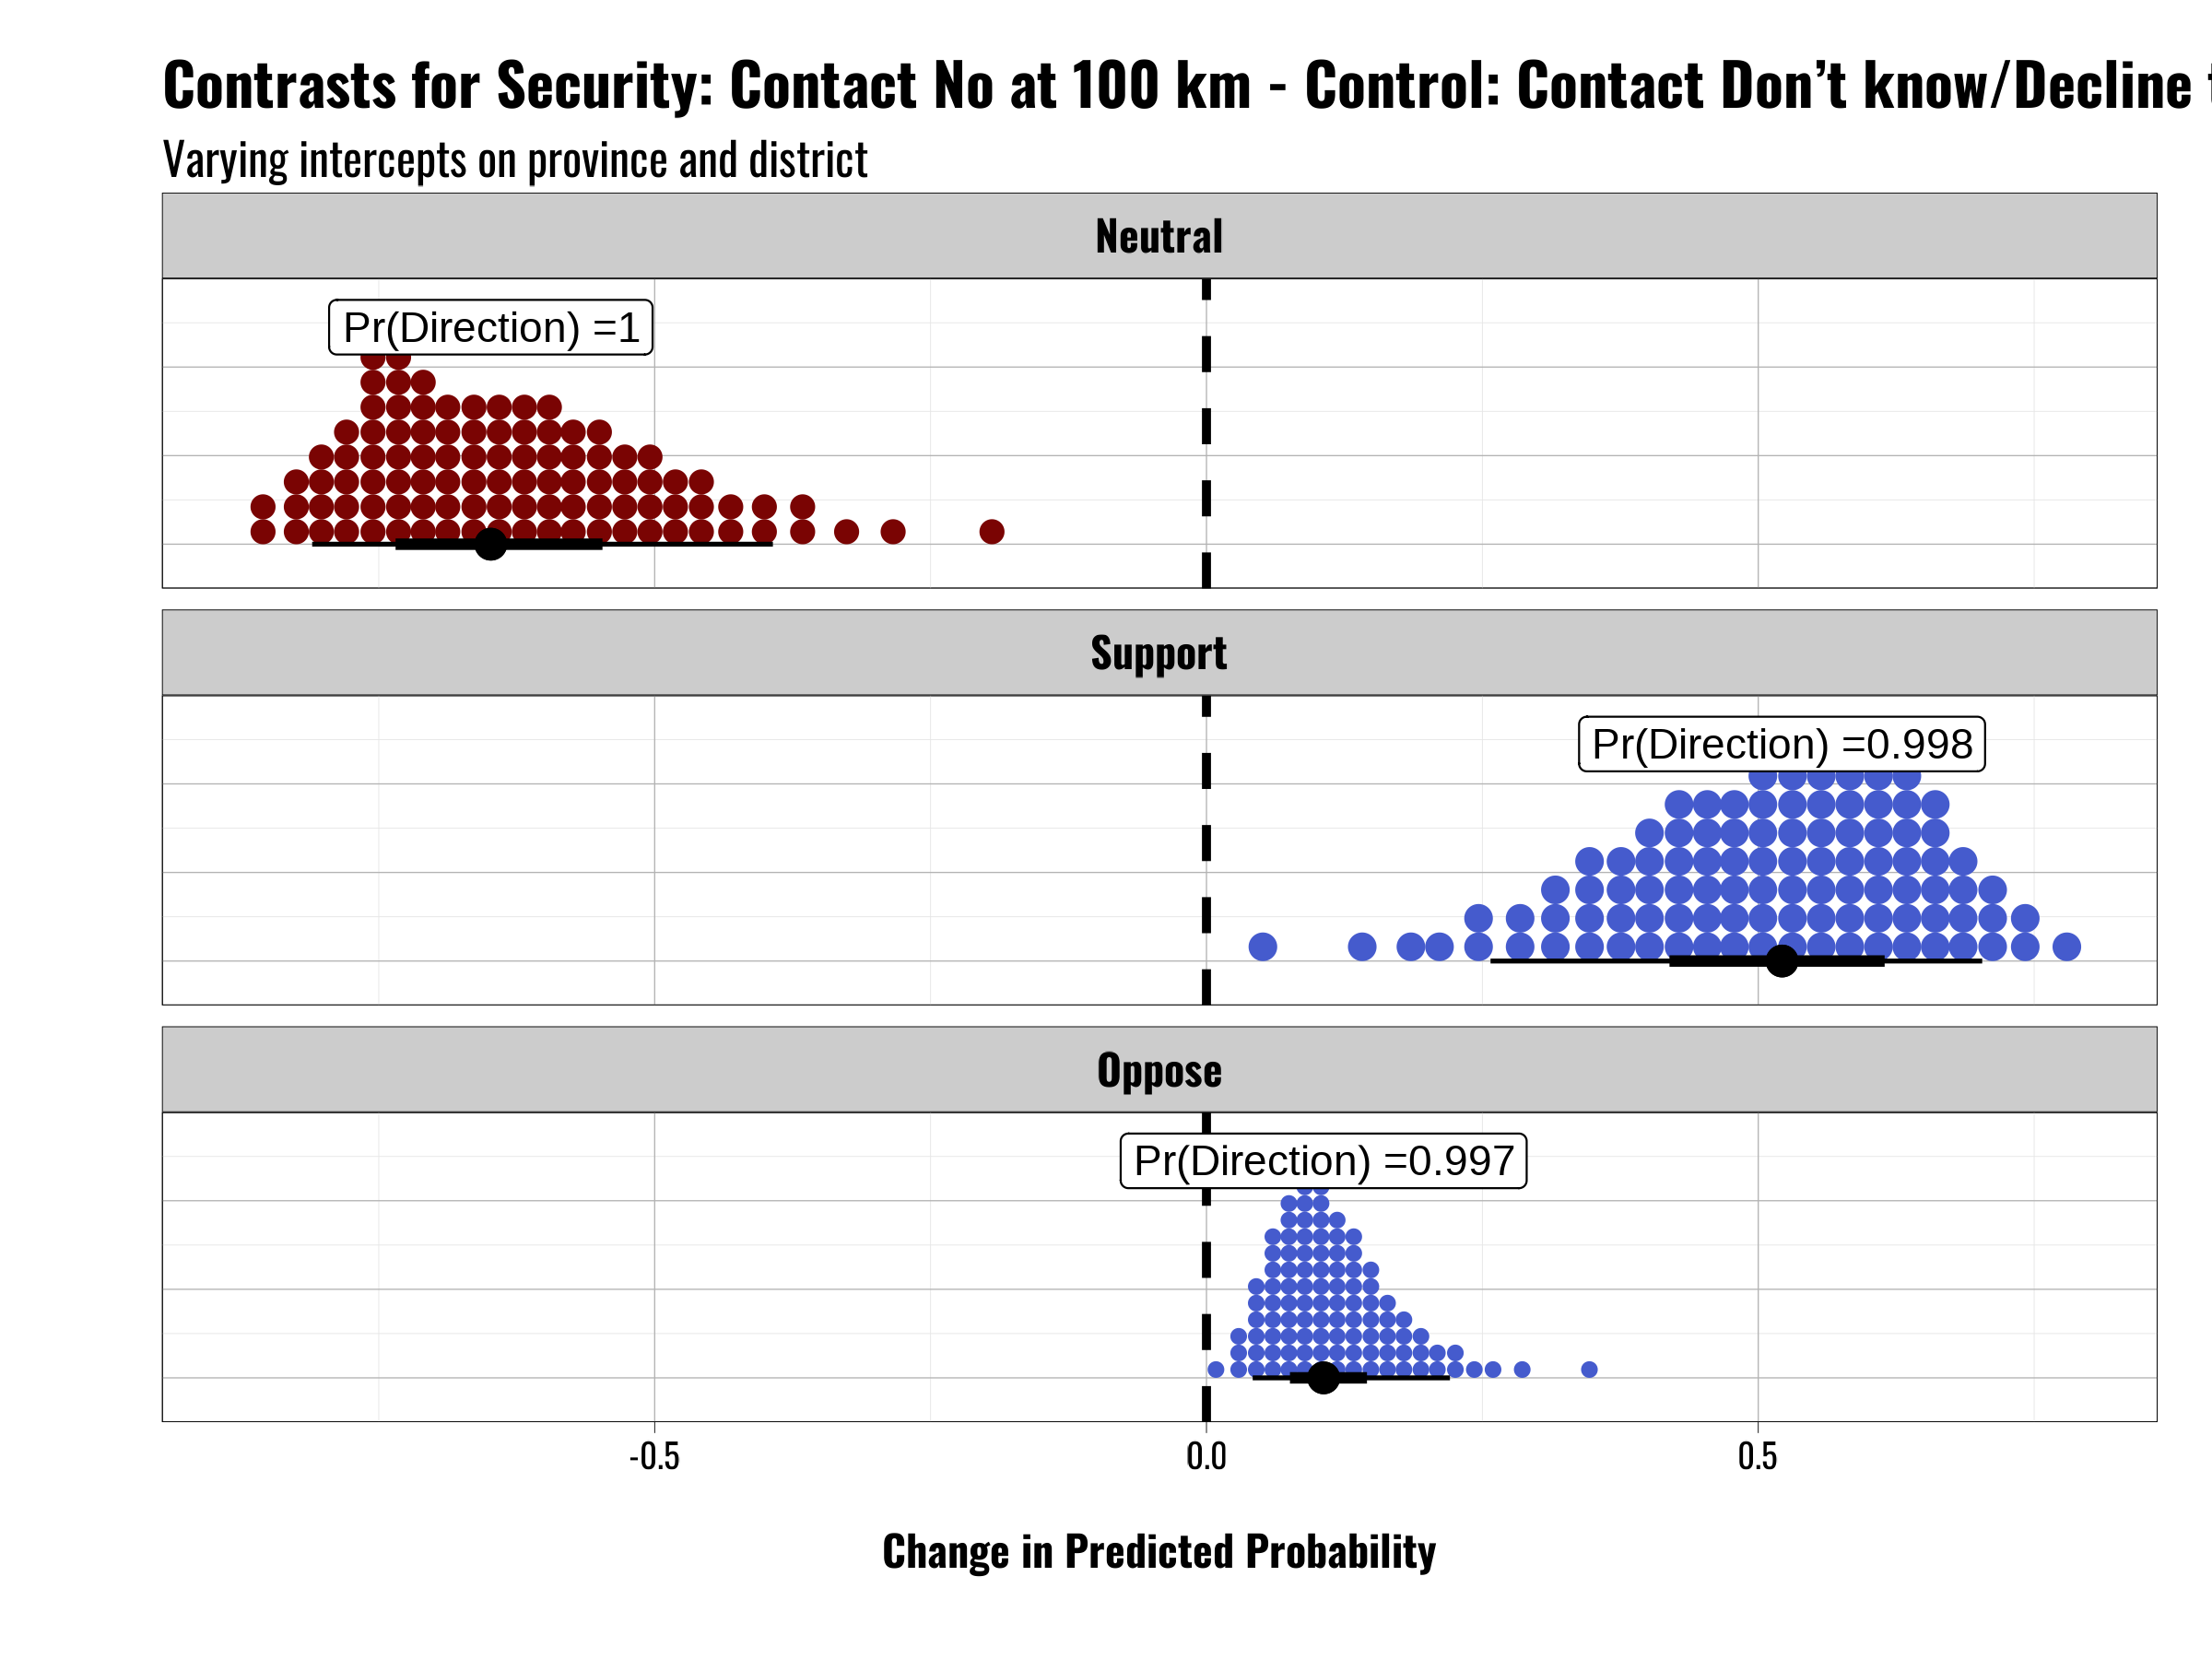 Contrasts for Security: Contact No at 100 km - Control: Contact Don’t know/Decline
Varying intercepts on province and district
Neutral
Pr(Direction) =1
Support
Pr(Direction) =0.998
Oppose
Pr(Direction) =0.997
-0.5 0.0 0.5
Change in Predicted Probability